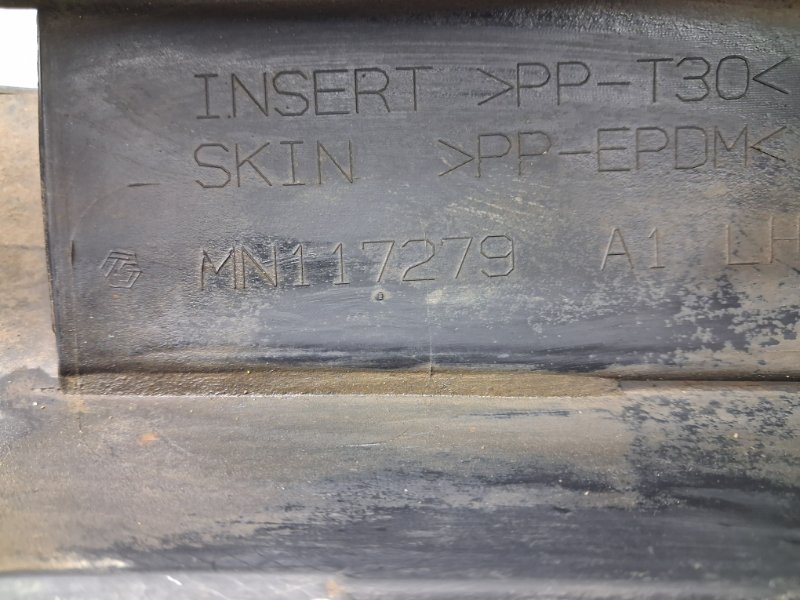 INSERT >PP-T30<
SKIN >PP-EPDM<
MN117279 A1 LH